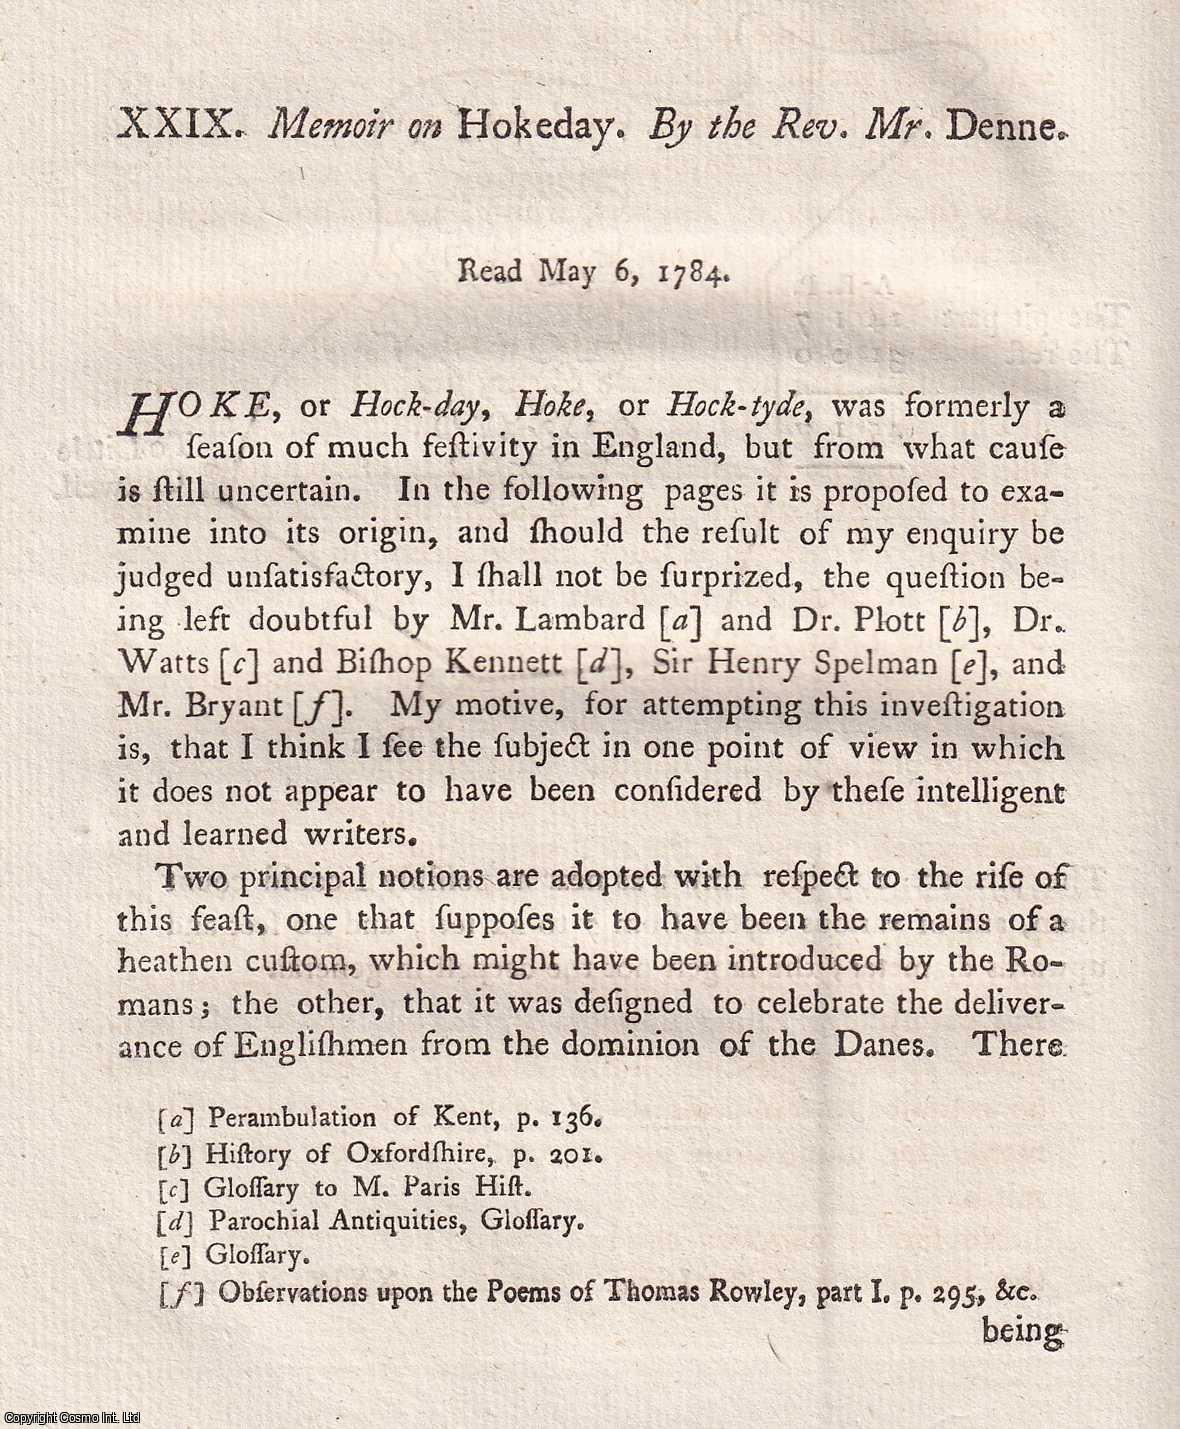 XXIX. Memoir on Hokeday. By the Rev. Mr. Denne.
Read May 6, 1784.
HOKE, or Hock-day, Hoke, or Hock-tyde, was formerly a
ſeaſon of much feſtivity in England, but from what cauſe
is ſtill uncertain. In the following pages it is propoſed to exa-
mine into its origin, and ſhould the reſult of my enquiry be
judged unſatisfactory, I ſhall not be ſurprized, the queſtion be-
ing left doubtful by Mr. Lambard [a] and Dr. Plott [b], Dr.
Watts [c] and Biſhop Kennett [d], Sir Henry Spelman [e], and
Mr. Bryant [f]. My motive, for attempting this inveſtigation
is, that I think I ſee the ſubject in one point of view in which
it does not appear to have been conſidered by theſe intelligent
and learned writers.
Two principal notions are adopted with reſpect to the riſe of
this feaſt, one that ſuppoſes it to have been the remains of a
heathen cuſtom, which might have been introduced by the Ro-
mans; the other, that it was deſigned to celebrate the deliver-
ance of Engliſhmen from the dominion of the Danes. There
[a] Perambulation of Kent, p. 136.
[b] Hiſtory of Oxfordſhire, p. 201.
[c] Gloſſary to M. Paris Hiſt.
[d] Parochial Antiquities, Gloſſary.
[e] Gloſſary.
[f] Obſervations upon the Poems of Thomas Rowley, part I. p. 295, &c.
being
Copyright Cosmo Int. Ltd